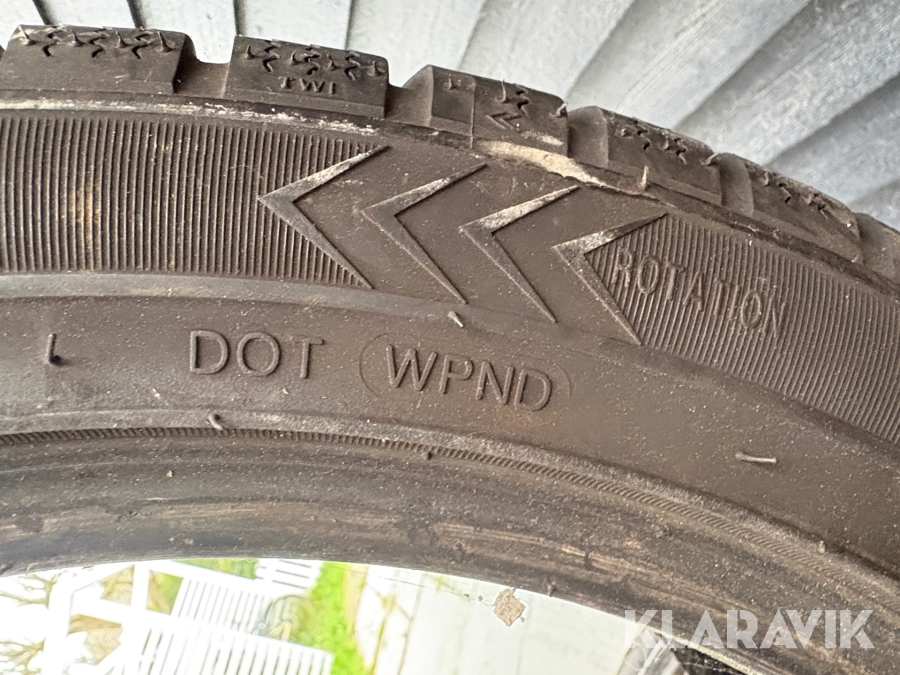 TWI
ROTATION
DOT WPND
KLARAVIK